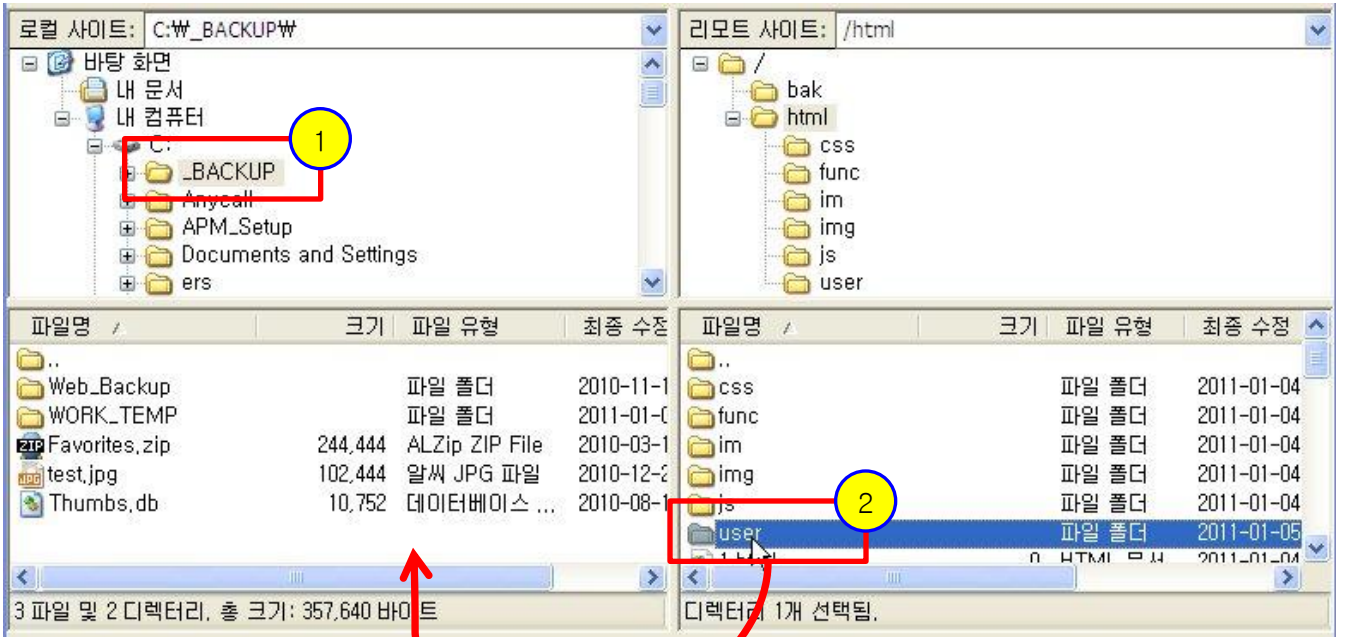 로컬 사이트: C:₩_BACKUP₩
바탕 화면
내 문서
내 컴퓨터
C:
_BACKUP
Anycall
APM_Setup
Documents and Settings
ers
1
리모트 사이트: /html
/
bak
html
css
func
im
img
js
user
파일명 크기 파일 유형 최종 수정
..
Web_Backup 파일 폴더 2010-11-1
WORK_TEMP 파일 폴더 2011-01-0
Favorites.zip 244,444 ALZip ZIP File 2010-03-1
test.jpg 102,444 알씨 JPG 파일 2010-12-2
Thumbs.db 10,752 데이터베이스 ... 2010-08-1
3 파일 및 2 디렉터리. 총 크기: 357,640 바이트
파일명 크기 파일 유형 최종 수정
..
css 파일 폴더 2011-01-04
func 파일 폴더 2011-01-04
im 파일 폴더 2011-01-04
img 파일 폴더 2011-01-04
js 파일 폴더 2011-01-04
2
user 파일 폴더 2011-01-05
0 HTML 문서 2011-01-04
디렉터리 1개 선택됨.